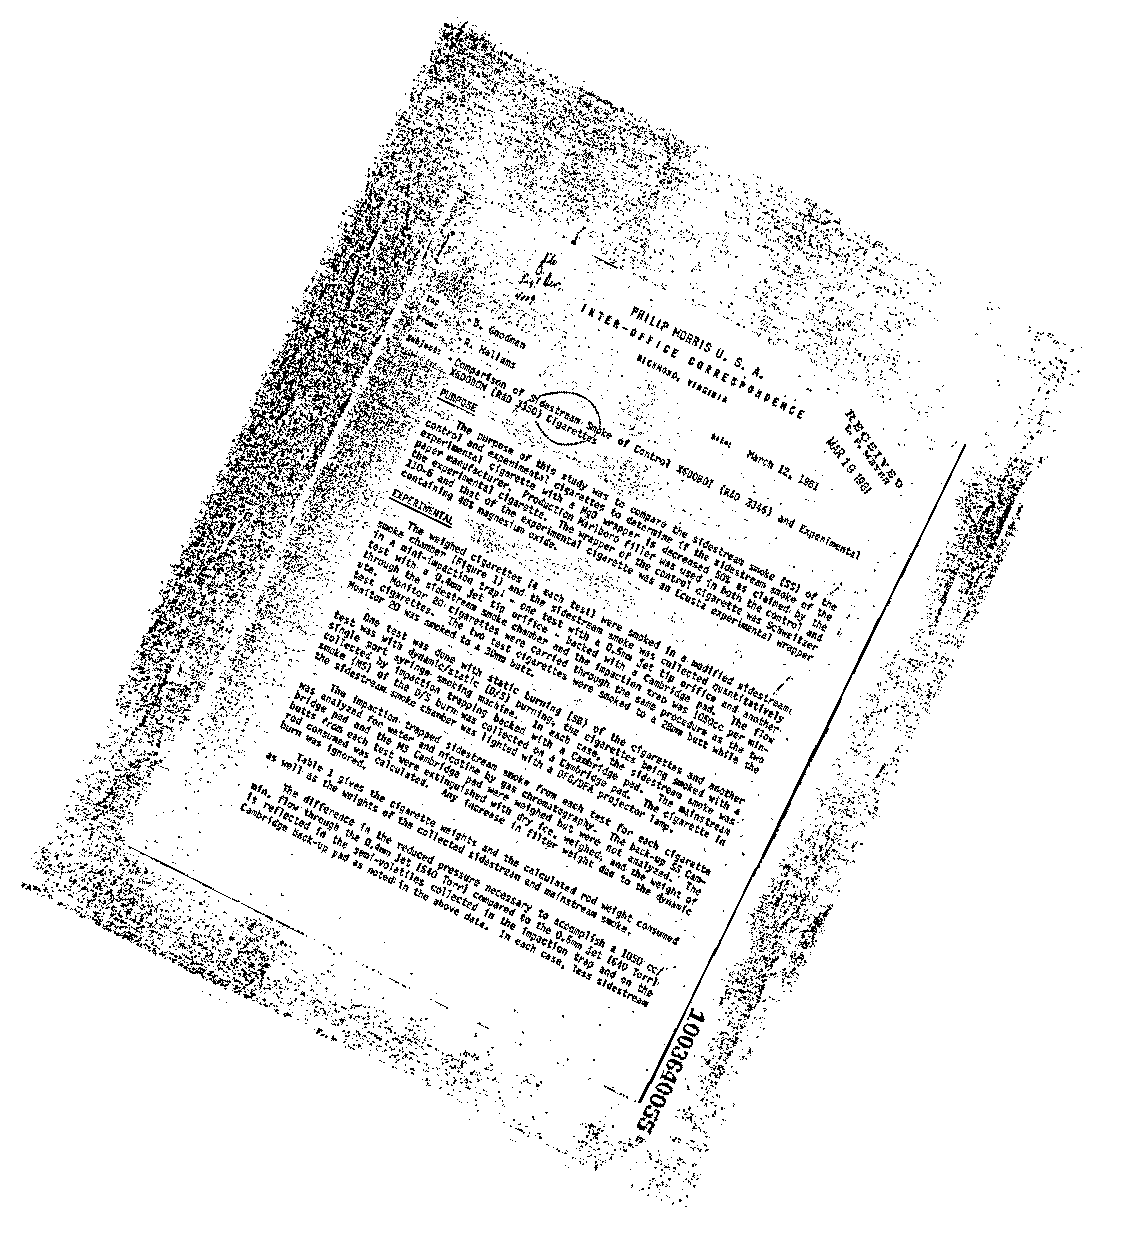 PHILIP MORRIS U. S. A.
INTER-OFFICE CORRESPONDENCE
RICHMOND, VIRGINIA
RECEIVED
MAR 19 1981
To: B. Goodman
Date: March 12, 1981
From: R. Kallams
Subject: Comparison of Sidestream Smoke of Control X6D0BDI (R&D 2346) and Experimental
X6D0BDN (R&D 3350) Cigarettes
PURPOSE
The purpose of this study was to compare the sidestream smoke (SS) of the
control and experimental cigarettes to determine if the sidestream smoke of the
experimental cigarette with a MgO wrapper is decreased 50% as claimed by the
paper manufacturer. Production Marlboro filler was used in both the control and
the experimental cigarette. The wrapper of the control cigarette was Schweitzer
and that of the experimental cigarette was an Ecusta experimental wrapper
containing 40% magnesium oxide.
EXPERIMENTAL
The weighed cigarettes (4 each test) were smoked in a modified sidestream
smoke chamber (Figure 1) and the sidestream smoke was collected quantitatively
in a mint-impaction trap - one test with a 0.5mm jet tip orifice and another
test with a 0.4mm jet tip orifice - backed with a Cambridge pad. The flow
through the sidestream smoke chamber and the impaction trap was 1050cc per min-
ute. Monitor 20 cigarettes were carried through the same procedure as the two
test cigarettes. The two test cigarettes were smoked to a 28mm butt while the
Monitor 20 was smoked to a 30mm butt.
One test was done with static burning (SB) of the cigarettes and another
test was with dynamic/static (D/S) burning, the cigarettes being smoked with a
single port syringe smoking machine. In each case, the sidestream smoke was
collected by impaction trapping backed with a Cambridge pad. The mainstream
smoke (MS) of the D/S burn was collected on a Cambridge pad. The cigarette in
the sidestream smoke chamber was lighted with a DFG/DFA projector lamp.
The impaction trapped sidestream smoke from each test for each cigarette
was analyzed for water and nicotine by gas chromatography. The back-up SS Cam-
bridge pad and the MS Cambridge pad were weighed but were not analyzed. The
butts from each test were extinguished with dry ice, weighed, and the weight of
rod consumed was calculated. Any increase in filter weight due to the dynamic
burn was ignored.
Table 1 gives the cigarette weights and the calculated rod weight consumed
as well as the weights of the collected sidestream and mainstream smoke.
The difference in the reduced pressure necessary to accomplish a 1050 cc/
min. flow through the 0.4mm jet (540 Torr) compared to the 0.5mm jet (640 Torr)
is reflected in the semi-volatiles collected in the impaction trap and on the
Cambridge back-up pad as noted in the above data. In each case, less sidestream
1003640055